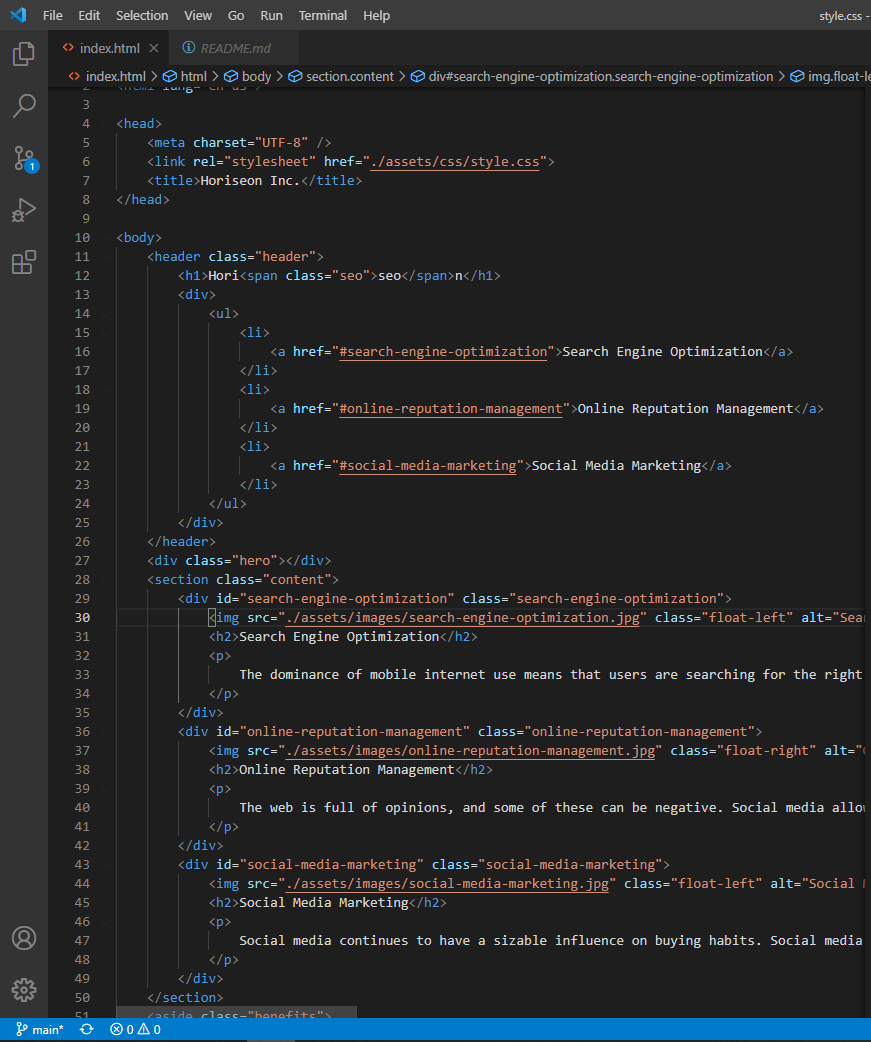 File Edit Selection View Go Run Terminal Help style.css -
index.html README.md
index.html > html > body > section.content > div#search-engine-optimization.search-engine-optimization > img.float-le
2
3
4 <head>
5 <meta charset="UTF-8" />
6 <link rel="stylesheet" href="./assets/css/style.css">
7 <title>Horiseon Inc.</title>
8 </head>
9
10 <body>
11 <header class="header">
12 <h1>Hori<span class="seo">seo</span>n</h1>
13 <div>
14 <ul>
15 <li>
16 <a href="#search-engine-optimization">Search Engine Optimization</a>
17 </li>
18 <li>
19 <a href="#online-reputation-management">Online Reputation Management</a>
20 </li>
21 <li>
22 <a href="#social-media-marketing">Social Media Marketing</a>
23 </li>
24 </ul>
25 </div>
26 </header>
27 <div class="hero"></div>
28 <section class="content">
29 <div id="search-engine-optimization" class="search-engine-optimization">
30 <img src="./assets/images/search-engine-optimization.jpg" class="float-left" alt="Sear
31 <h2>Search Engine Optimization</h2>
32 <p>
33 The dominance of mobile internet use means that users are searching for the right
34 </p>
35 </div>
36 <div id="online-reputation-management" class="online-reputation-management">
37 <img src="./assets/images/online-reputation-management.jpg" class="float-right" alt="
38 <h2>Online Reputation Management</h2>
39 <p>
40 The web is full of opinions, and some of these can be negative. Social media allow
41 </p>
42 </div>
43 <div id="social-media-marketing" class="social-media-marketing">
44 <img src="./assets/images/social-media-marketing.jpg" class="float-left" alt="Social
45 <h2>Social Media Marketing</h2>
46 <p>
47 Social media continues to have a sizable influence on buying habits. Social media
48 </p>
49 </div>
50 </section>
51 <aside class="benefits">
1
main* 0 0